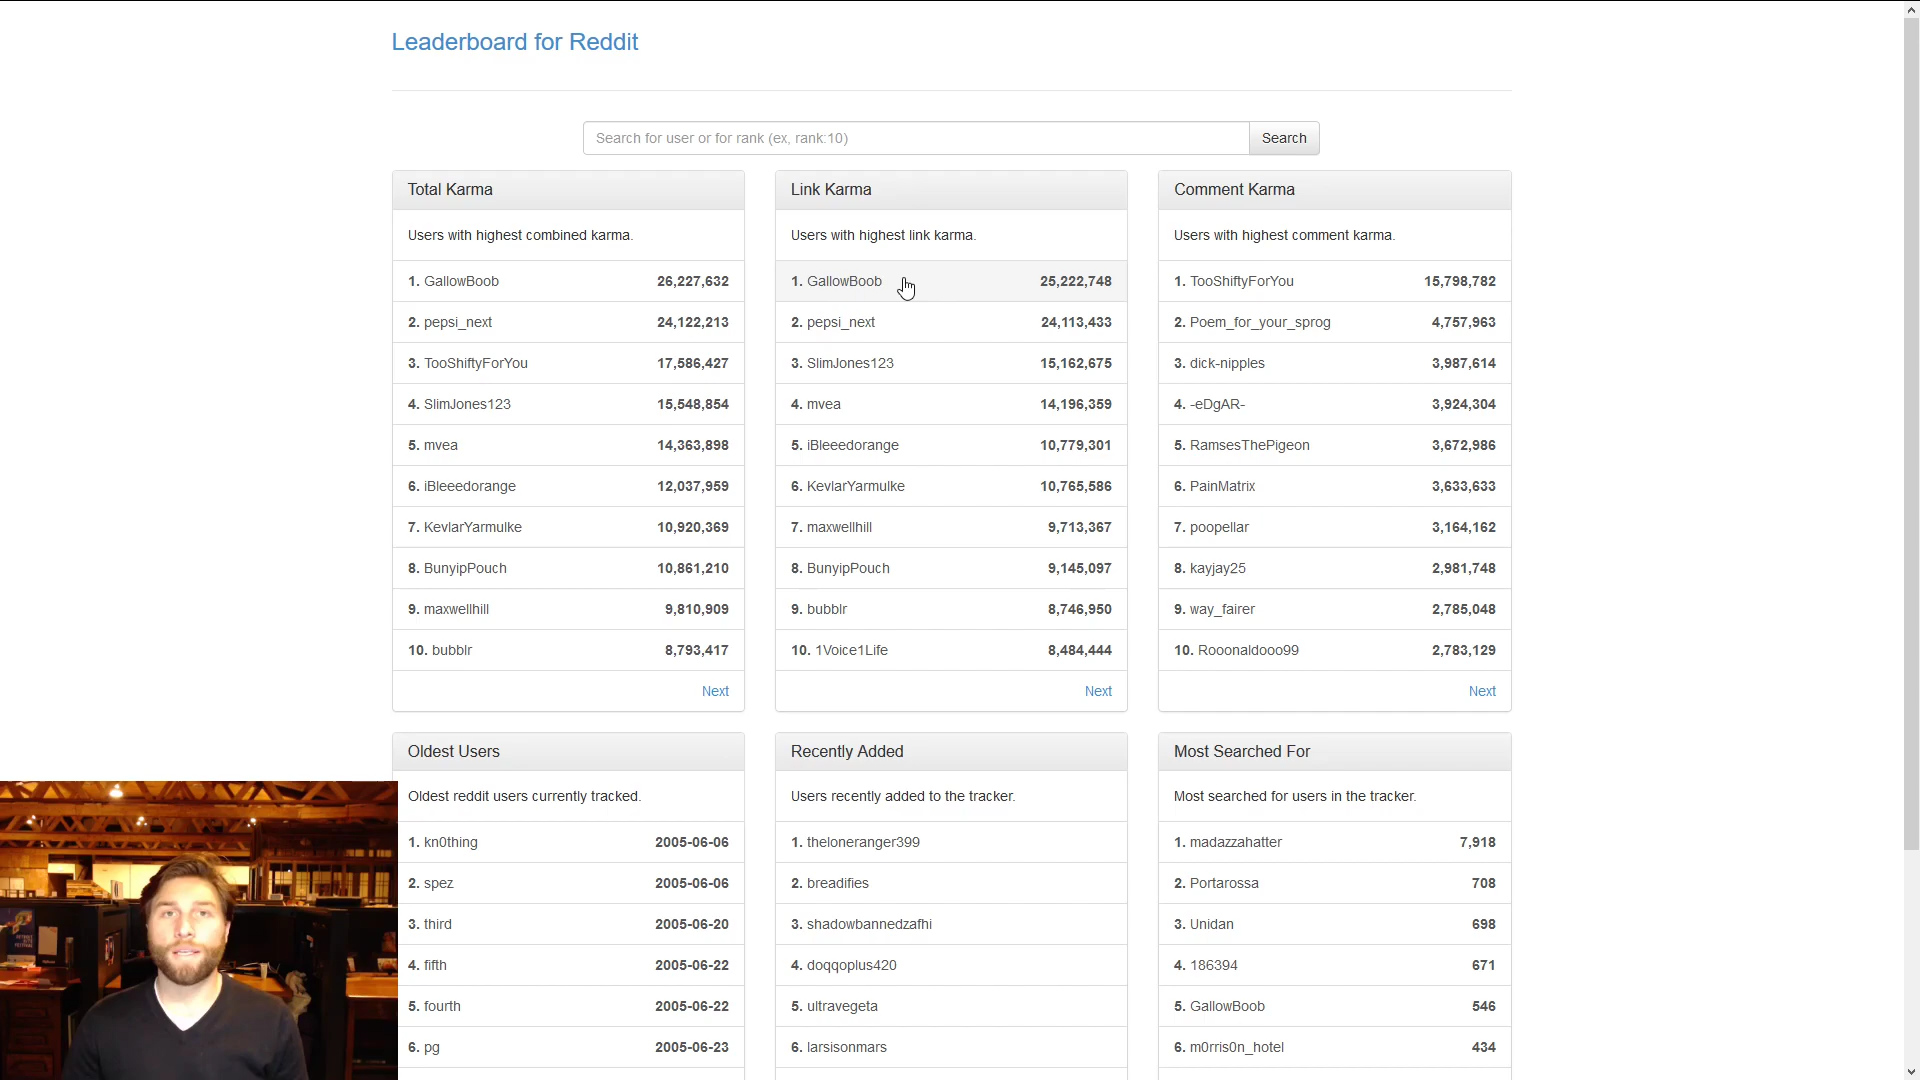 Leaderboard for Reddit
Search for user or for rank (ex, rank:10)
Search
Total Karma
Users with highest combined karma.
1. GallowBoob 26,227,632
2. pepsi_next 24,122,213
3. TooShiftyForYou 17,586,427
4. SlimJones123 15,548,854
5. mvea 14,363,898
6. iBleeedorange 12,037,959
7. KevlarYarmulke 10,920,369
8. BunyipPouch 10,861,210
9. maxwellhill 9,810,909
10. bubblr 8,793,417
Next
Link Karma
Users with highest link karma.
1. GallowBoob 25,222,748
2. pepsi_next 24,113,433
3. SlimJones123 15,162,675
4. mvea 14,196,359
5. iBleeedorange 10,779,301
6. KevlarYarmulke 10,765,586
7. maxwellhill 9,713,367
8. BunyipPouch 9,145,097
9. bubblr 8,746,950
10. 1Voice1Life 8,484,444
Next
Comment Karma
Users with highest comment karma.
1. TooShiftyForYou 15,798,782
2. Poem_for_your_sprog 4,757,963
3. dick-nipples 3,987,614
4. -eDgAR- 3,924,304
5. RamsesThePigeon 3,672,986
6. PainMatrix 3,633,633
7. poopellar 3,164,162
8. kayjay25 2,981,748
9. way_fairer 2,785,048
10. Rooonaldooo99 2,783,129
Next
Oldest Users
Oldest reddit users currently tracked.
1. kn0thing 2005-06-06
2. spez 2005-06-06
3. third 2005-06-20
4. fifth 2005-06-22
5. fourth 2005-06-22
6. pg 2005-06-23
Recently Added
Users recently added to the tracker.
1. theloneranger399
2. breadifies
3. shadowbannedzafhi
4. doqqoplus420
5. ultravegeta
6. larsisonmars
Most Searched For
Most searched for users in the tracker.
1. madazzahatter 7,918
2. Portarossa 708
3. Unidan 698
4. 186394 671
5. GallowBoob 546
6. m0rris0n_hotel 434